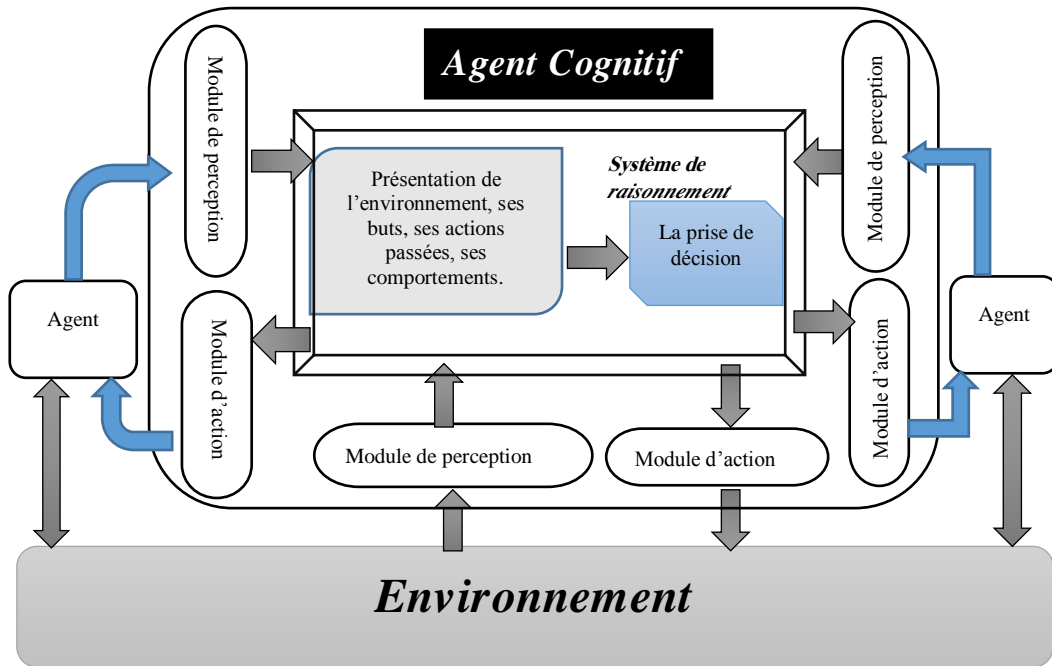 Agent Cognitif
Module de perception
Module de perception
Système de
raisonnement
Présentation de
l’environnement, ses
buts, ses actions
passées, ses
comportements.
La prise de
décision
Agent
Agent
Module d’action
Module d’action
Module de perception
Module d’action
Environnement